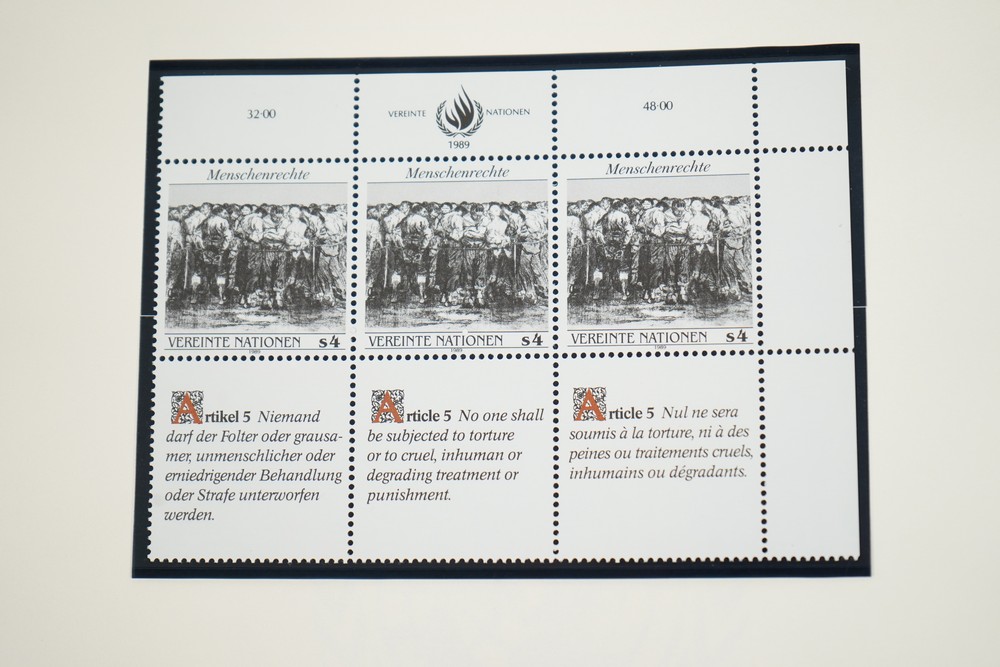 32·00
VEREINTE NATIONEN
1989
48·00
Menschenrechte
VEREINTE NATIONEN s4
1989
Menschenrechte
VEREINTE NATIONEN s4
1989
Menschenrechte
VEREINTE NATIONEN s4
1989
Artikel 5 Niemand
darf der Folter oder grausa-
mer, unmenschlicher oder
erniedrigender Behandlung
oder Strafe unterworfen
werden.
Article 5 No one shall
be subjected to torture
or to cruel, inhuman or
degrading treatment or
punishment.
Article 5 Nul ne sera
soumis à la torture, ni à des
peines ou traitements cruels,
inhumains ou dégradants.